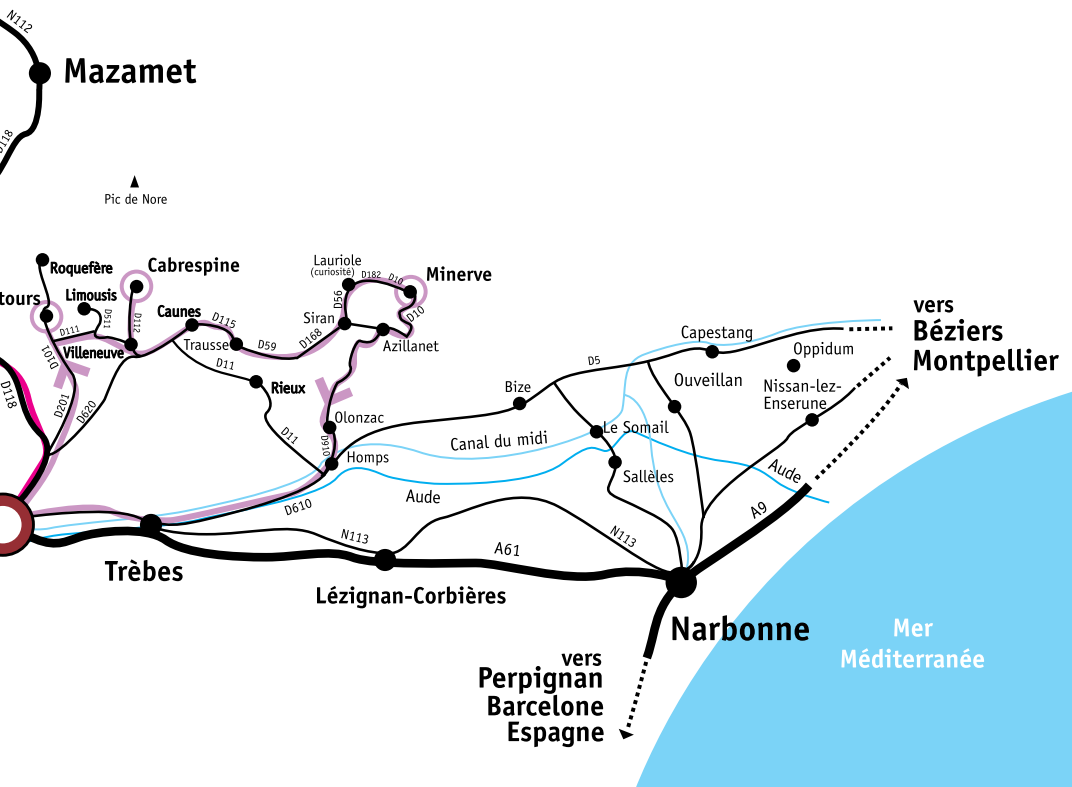 N112
Mazamet
D118
Pic de Nore
Roquefère
Cabrespine
Lauriole
(curiosité)
D182
D10
Minerve
tours
Limousis
D511
D112
Caunes
D115
D56
D10
Siran
D111
Villeneuve
Trausse
D59
D168
Azillanet
D101
D11
Rieux
D118
D201
D620
D11
Olonzac
D910
Homps
D610
Bize
D5
Capestang
Ouveillan
Oppidum
Nissan-lez-
Enserune
vers
Béziers
Montpellier
Canal du midi
Le Somail
Sallèles
Aude
Aude
A9
N113
A61
N113
Trèbes
Lézignan-Corbières
Narbonne
Mer
Méditerranée
vers
Perpignan
Barcelone
Espagne